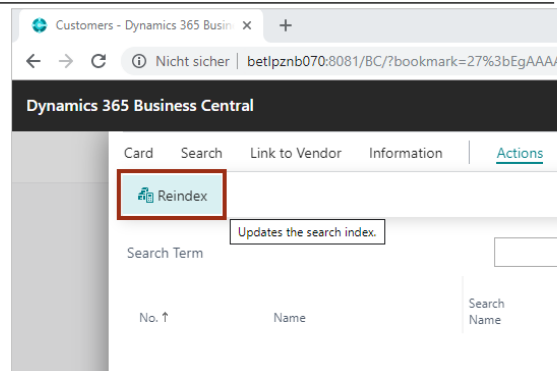 Customers - Dynamics 365 Busin
Nicht sicher | betlpznb070:8081/BC/?bookmark=27%3bEgAAA
Dynamics 365 Business Central
Card Search Link to Vendor Information Actions
Reindex
Updates the search index.
Search Term
No. ↑ Name Search
Name